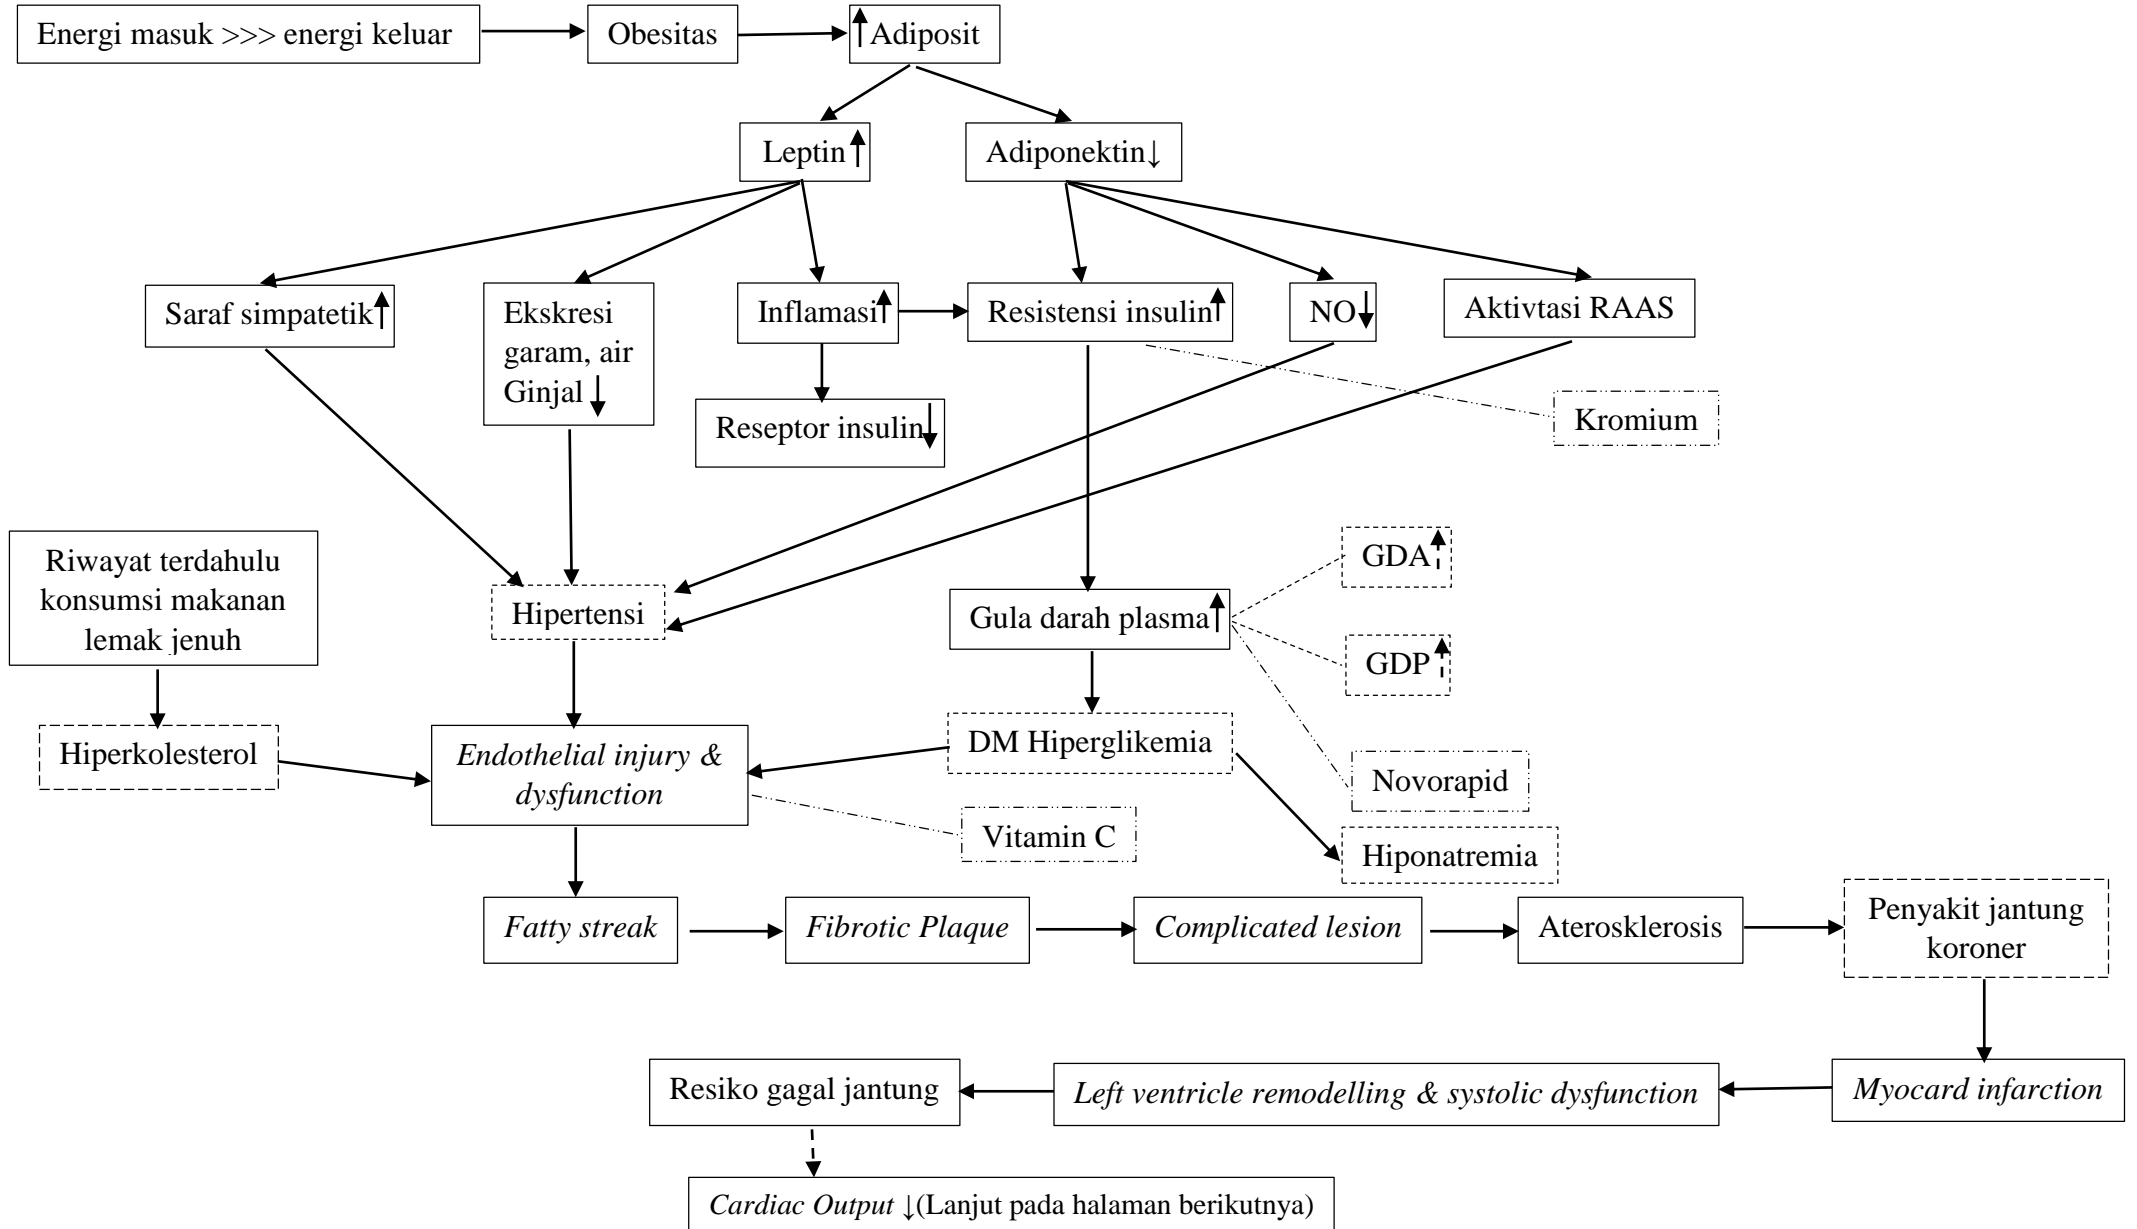 Energi masuk >>> energi keluar
Obesitas
↑Adiposit
Leptin↑
Adiponektin↓
Saraf simpatetik↑
Ekskresi
garam, air
Ginjal ↓
Inflamasi↑
Resistensi insulin↑
NO↓
Aktivtasi RAAS
Reseptor insulin↓
Kromium
Riwayat terdahulu
konsumsi makanan
lemak jenuh
Hipertensi
Gula darah plasma↑
GDA↑
GDP↑
Hiperkolesterol
Endothelial injury &
dysfunction
DM Hiperglikemia
Novorapid
Vitamin C
Hiponatremia
Fatty streak
Fibrotic Plaque
Complicated lesion
Aterosklerosis
Penyakit jantung
koroner
Resiko gagal jantung
Left ventricle remodelling & systolic dysfunction
Myocard infarction
Cardiac Output ↓(Lanjut pada halaman berikutnya)